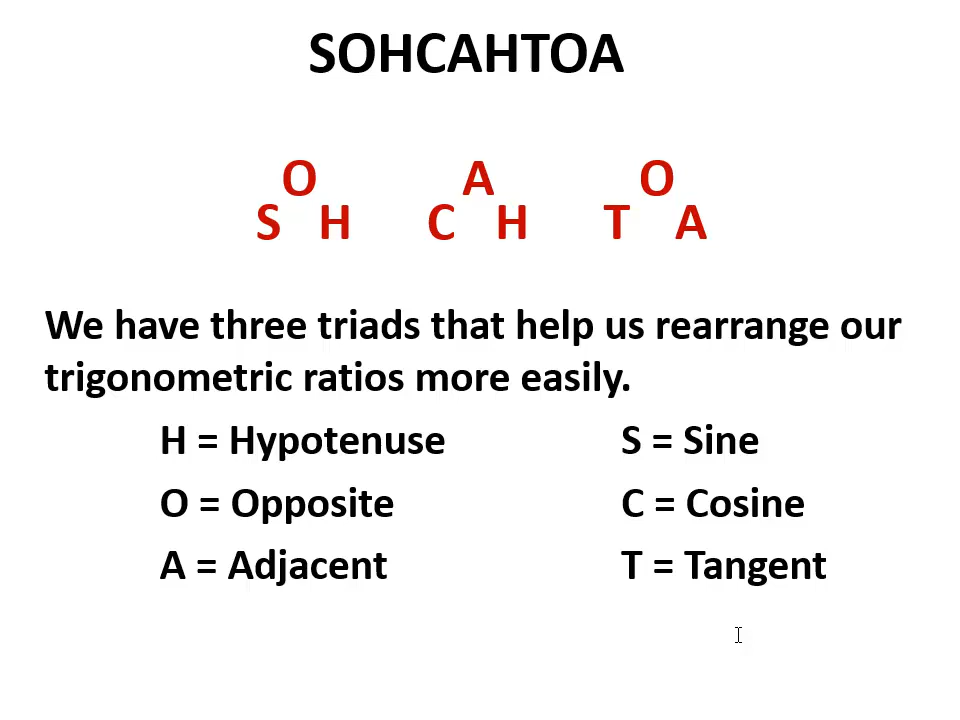 SOHCAHTOA
O A O
S H C H T A
We have three triads that help us rearrange our
trigonometric ratios more easily.
H = Hypotenuse S = Sine
O = Opposite C = Cosine
A = Adjacent T = Tangent